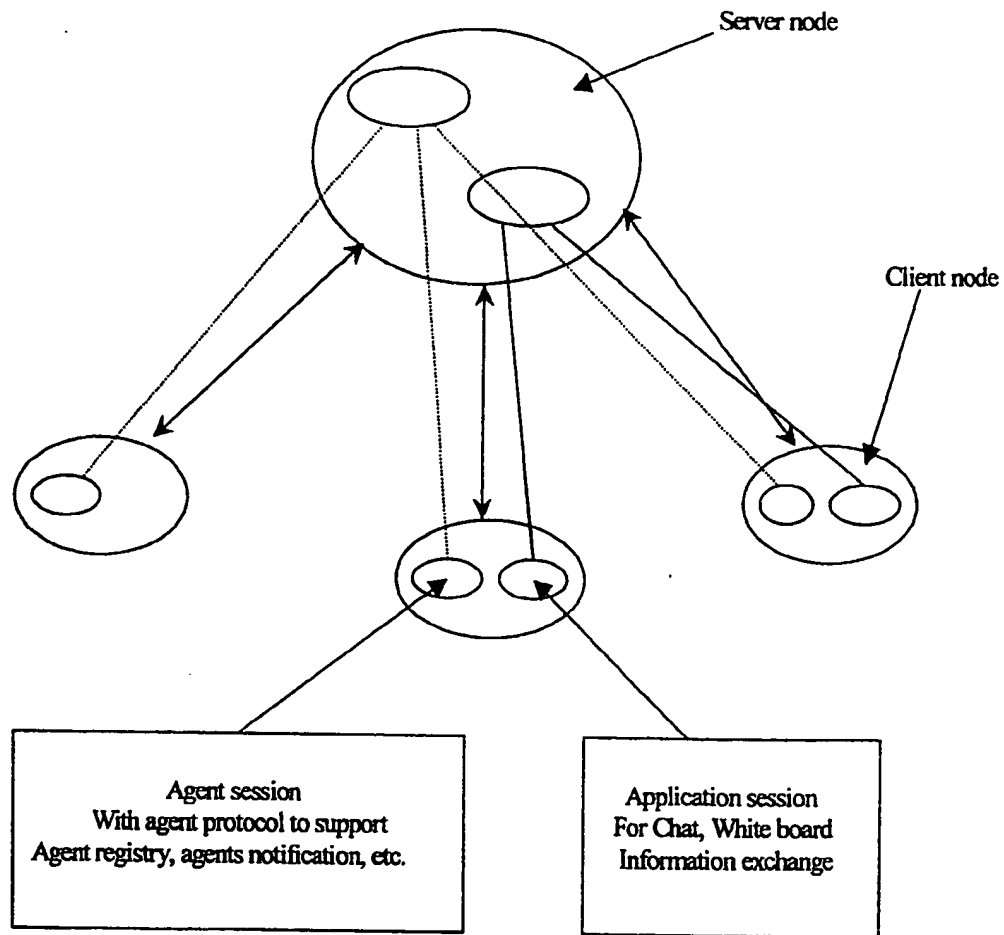 Server node
Client node
Agent session
With agent protocol to support
Agent registry, agents notification, etc.
Application session
For Chat, White board
Information exchange